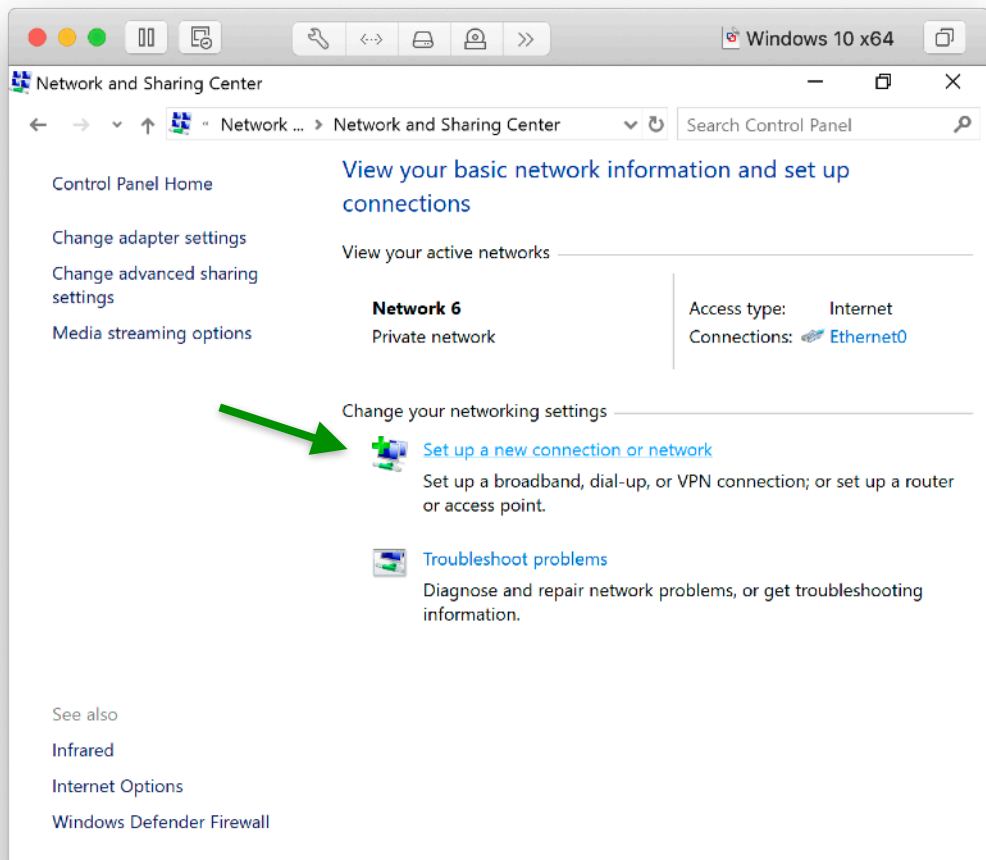 Windows 10 x64
Network and Sharing Center
« Network ... > Network and Sharing Center
Search Control Panel
Control Panel Home
Change adapter settings
Change advanced sharing
settings
Media streaming options
View your basic network information and set up
connections
View your active networks
Network 6
Private network
Access type: Internet
Connections: Ethernet0
Change your networking settings
Set up a new connection or network
Set up a broadband, dial-up, or VPN connection; or set up a router
or access point.
Troubleshoot problems
Diagnose and repair network problems, or get troubleshooting
information.
See also
Infrared
Internet Options
Windows Defender Firewall